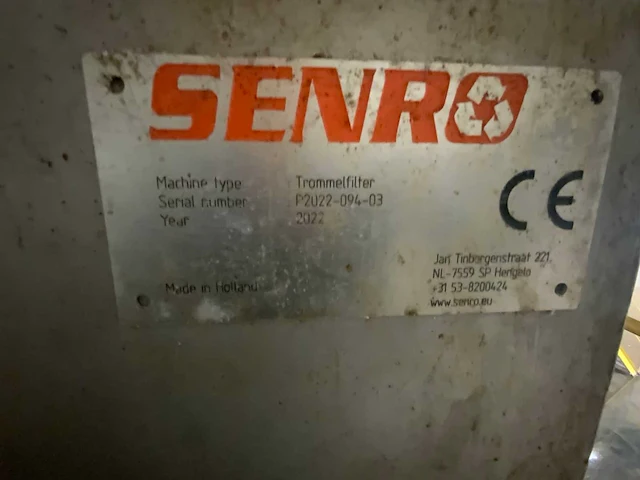 SENRO
Machine type Trommelfilter
Serial number P2022-094-03
Year 2022
CE
Jan Tinbergenstraat 221
NL-7559 SP Hengelo
+31 53-8200424
Made in Holland
www.senro.eu